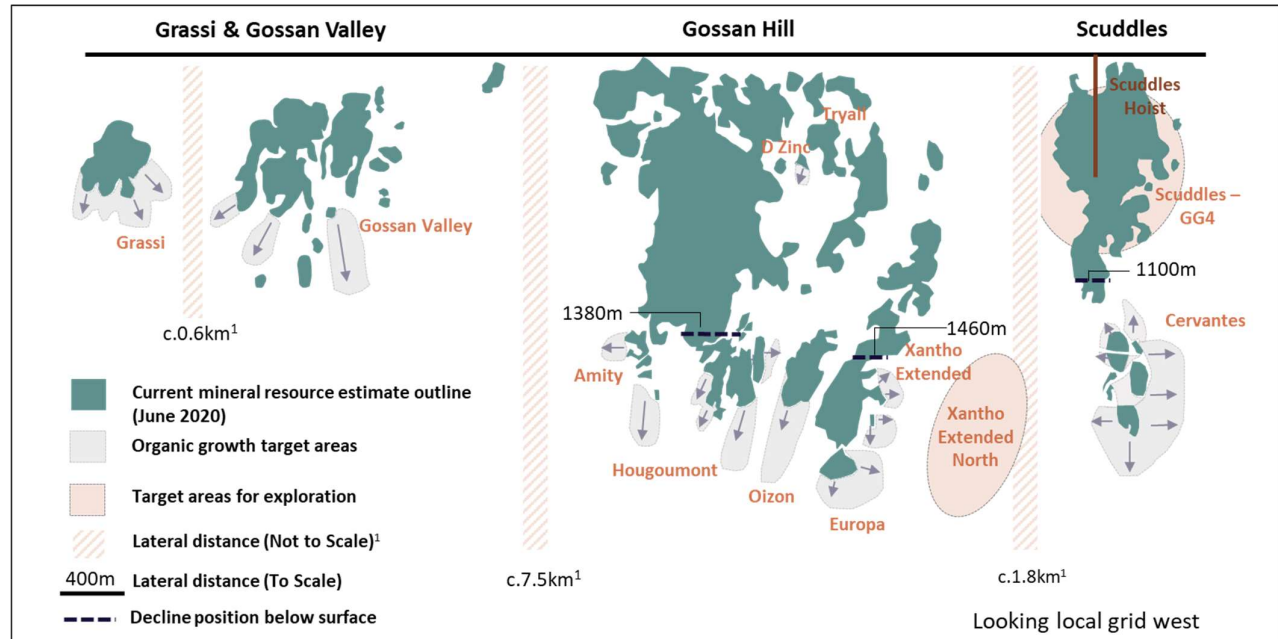 Grassi & Gossan Valley
Gossan Hill
Scuddles
Scuddles
Hoist
Tryall
D Zinc
Scuddles –
GG4
Grassi
Gossan Valley
1100m
1380m
1460m
Cervantes
c.0.6km¹
Amity
Xantho
Extended
Current mineral resource estimate outline
(June 2020)
Organic growth target areas
Xantho
Extended
North
Hougoumont
Oizon
Europa
Target areas for exploration
Lateral distance (Not to Scale)¹
400m Lateral distance (To Scale)
c.7.5km¹
c.1.8km¹
Decline position below surface
Looking local grid west